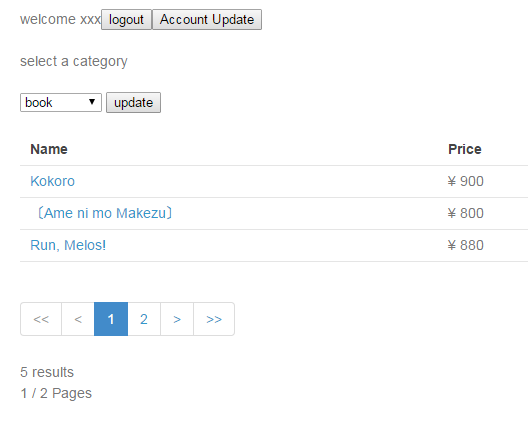 welcome xxx logout Account Update
select a category
book update
Name Price
Kokoro ¥ 900
〔Ame ni mo Makezu〕 ¥ 800
Run, Melos! ¥ 880
<< < 1 2 > >>
5 results
1 / 2 Pages